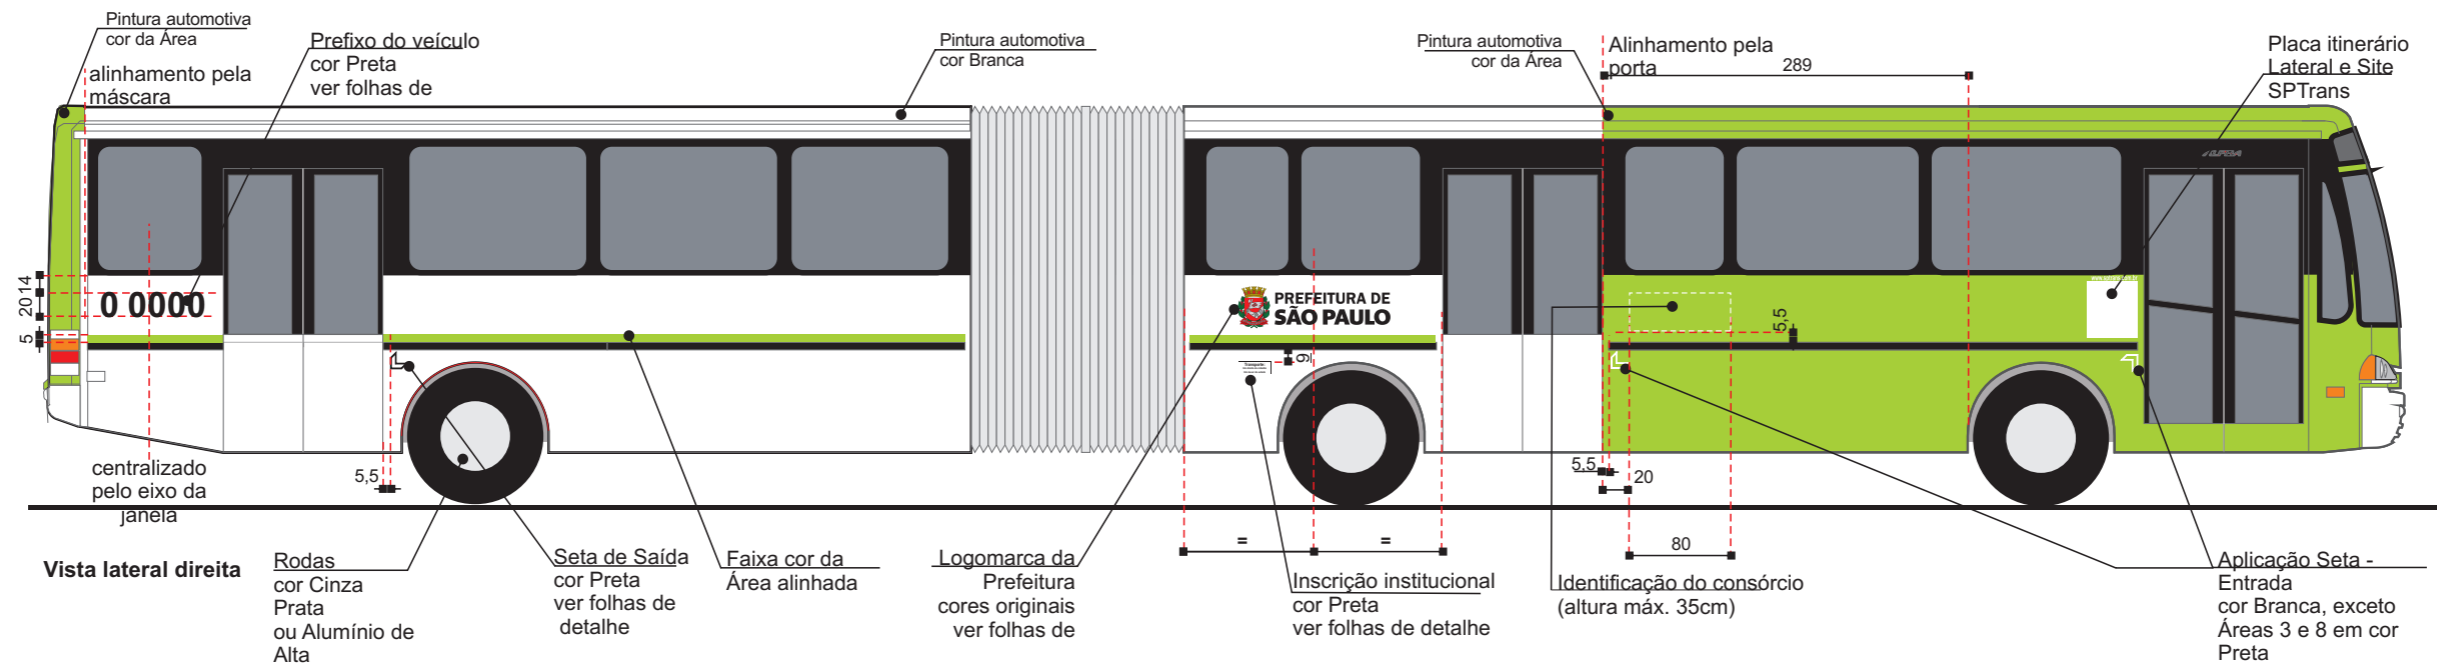 Pintura automotiva
cor da Área
alinhamento pela
máscara
Prefixo do veículo
cor Preta
ver folhas de
Pintura automotiva
cor Branca
Pintura automotiva
cor da Área
Alinhamento pela
porta
289
Placa itinerário
Lateral e Site
SPTrans
14
20
5
0 0000
PREFEITURA DE
SÃO PAULO
5,5
9
5,5
5,5
20
80
=
=
centralizado
pelo eixo da
janela
Vista lateral direita
Rodas
cor Cinza
Prata
ou Alumínio de
Alta
Seta de Saída
cor Preta
ver folhas de
detalhe
Faixa cor da
Área alinhada
Logomarca da
Prefeitura
cores originais
ver folhas de
Inscrição institucional
cor Preta
ver folhas de detalhe
Identificação do consórcio
(altura máx. 35cm)
Aplicação Seta -
Entrada
cor Branca, exceto
Áreas 3 e 8 em cor
Preta